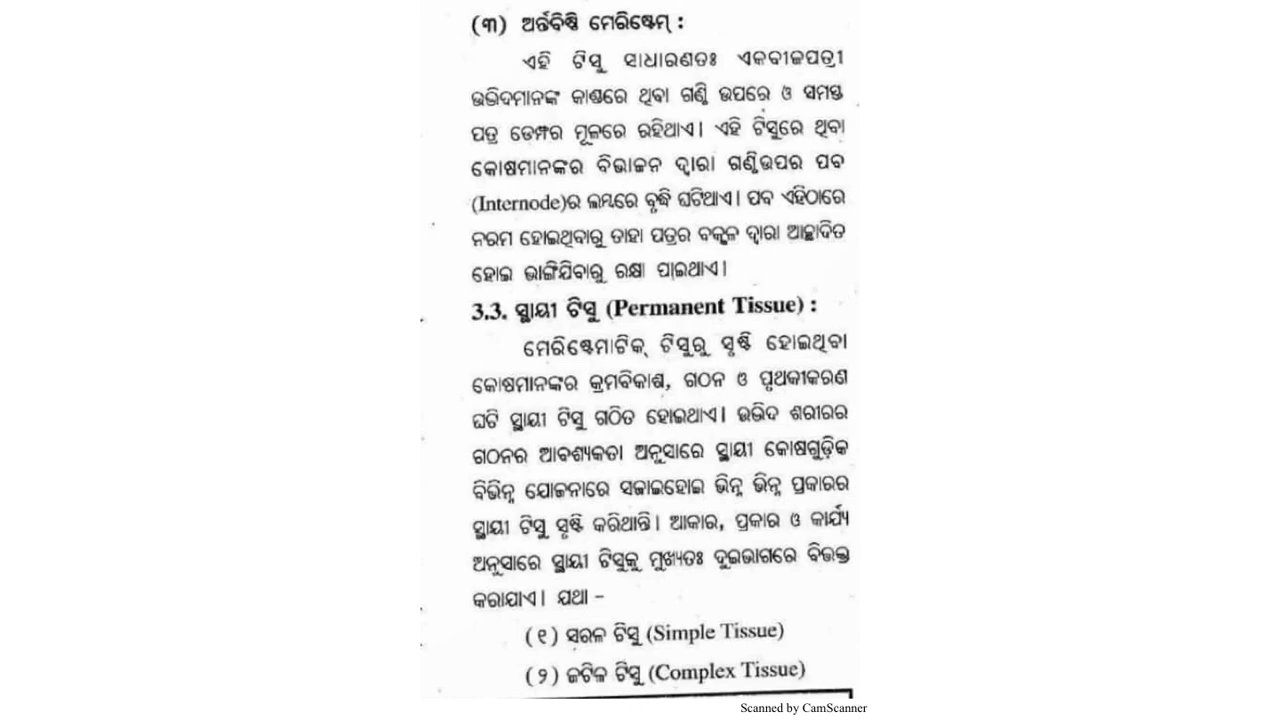 (୩) ଅର୍ନ୍ତବିଷ୍ଟି ମେରିଷ୍ଟେମ୍ :
ଏହି ଟିସୁ ସାଧାରଣତଃ ଏକବୀଜପତ୍ରୀ
ଉଦ୍ଭିଦମାନଙ୍କ କାଣ୍ଡରେ ଥିବା ଗଣ୍ଠି ଉପରେ ଓ ସମସ୍ତ
ପତ୍ର ଡେମ୍ଫର ମୂଳରେ ରହିଥାଏ। ଏହି ଟିସୁରେ ଥିବା
କୋଷମାନଙ୍କର ବିଭାଜନ ଦ୍ୱାରା ଗଣ୍ଠିଉପର ପବ
(Internode)ର ଲମ୍ବରେ ବୃଦ୍ଧି ଘଟିଥାଏ। ପବ ଏହିଠାରେ
ନରମ ହୋଇଥିବାରୁ ତାହା ପତ୍ରର ବକ୍କଳ ଦ୍ୱାରା ଆଚ୍ଛାଦିତ
ହୋଇ ଭାଙ୍ଗିଯିବାରୁ ରକ୍ଷା ପାଇଥାଏ।
3.3. ସ୍ଥାୟୀ ଟିସୁ (Permanent Tissue) :
ମେରିଷ୍ଟେମାଟିକ୍ ଟିସୁରୁ ସୃଷ୍ଟି ହୋଇଥିବା
କୋଷମାନଙ୍କର କ୍ରମବିକାଶ, ଗଠନ ଓ ପୃଥକୀକରଣ
ଘଟି ସ୍ଥାୟୀ ଟିସୁ ଗଠିତ ହୋଇଥାଏ। ଉଦ୍ଭିଦ ଶରୀରର
ଗଠନର ଆବଶ୍ୟକତା ଅନୁସାରେ ସ୍ଥାୟୀ କୋଷଗୁଡ଼ିକ
ବିଭିନ୍ନ ଯୋଜନାରେ ସଜାଇହୋଇ ଭିନ୍ନ ଭିନ୍ନ ପ୍ରକାରର
ସ୍ଥାୟୀ ଟିସୁ ସୃଷ୍ଟି କରିଥାନ୍ତି। ଆକାର, ପ୍ରକାର ଓ କାର୍ଯ୍ୟ
ଅନୁସାରେ ସ୍ଥାୟୀ ଟିସୁକୁ ମୁଖ୍ୟତଃ ଦୁଇଭାଗରେ ବିଭକ୍ତ
କରାଯାଏ। ଯଥା -
(୧) ସରଳ ଟିସୁ (Simple Tissue)
(୨) ଜଟିଳ ଟିସୁ (Complex Tissue)
Scanned by CamScanner